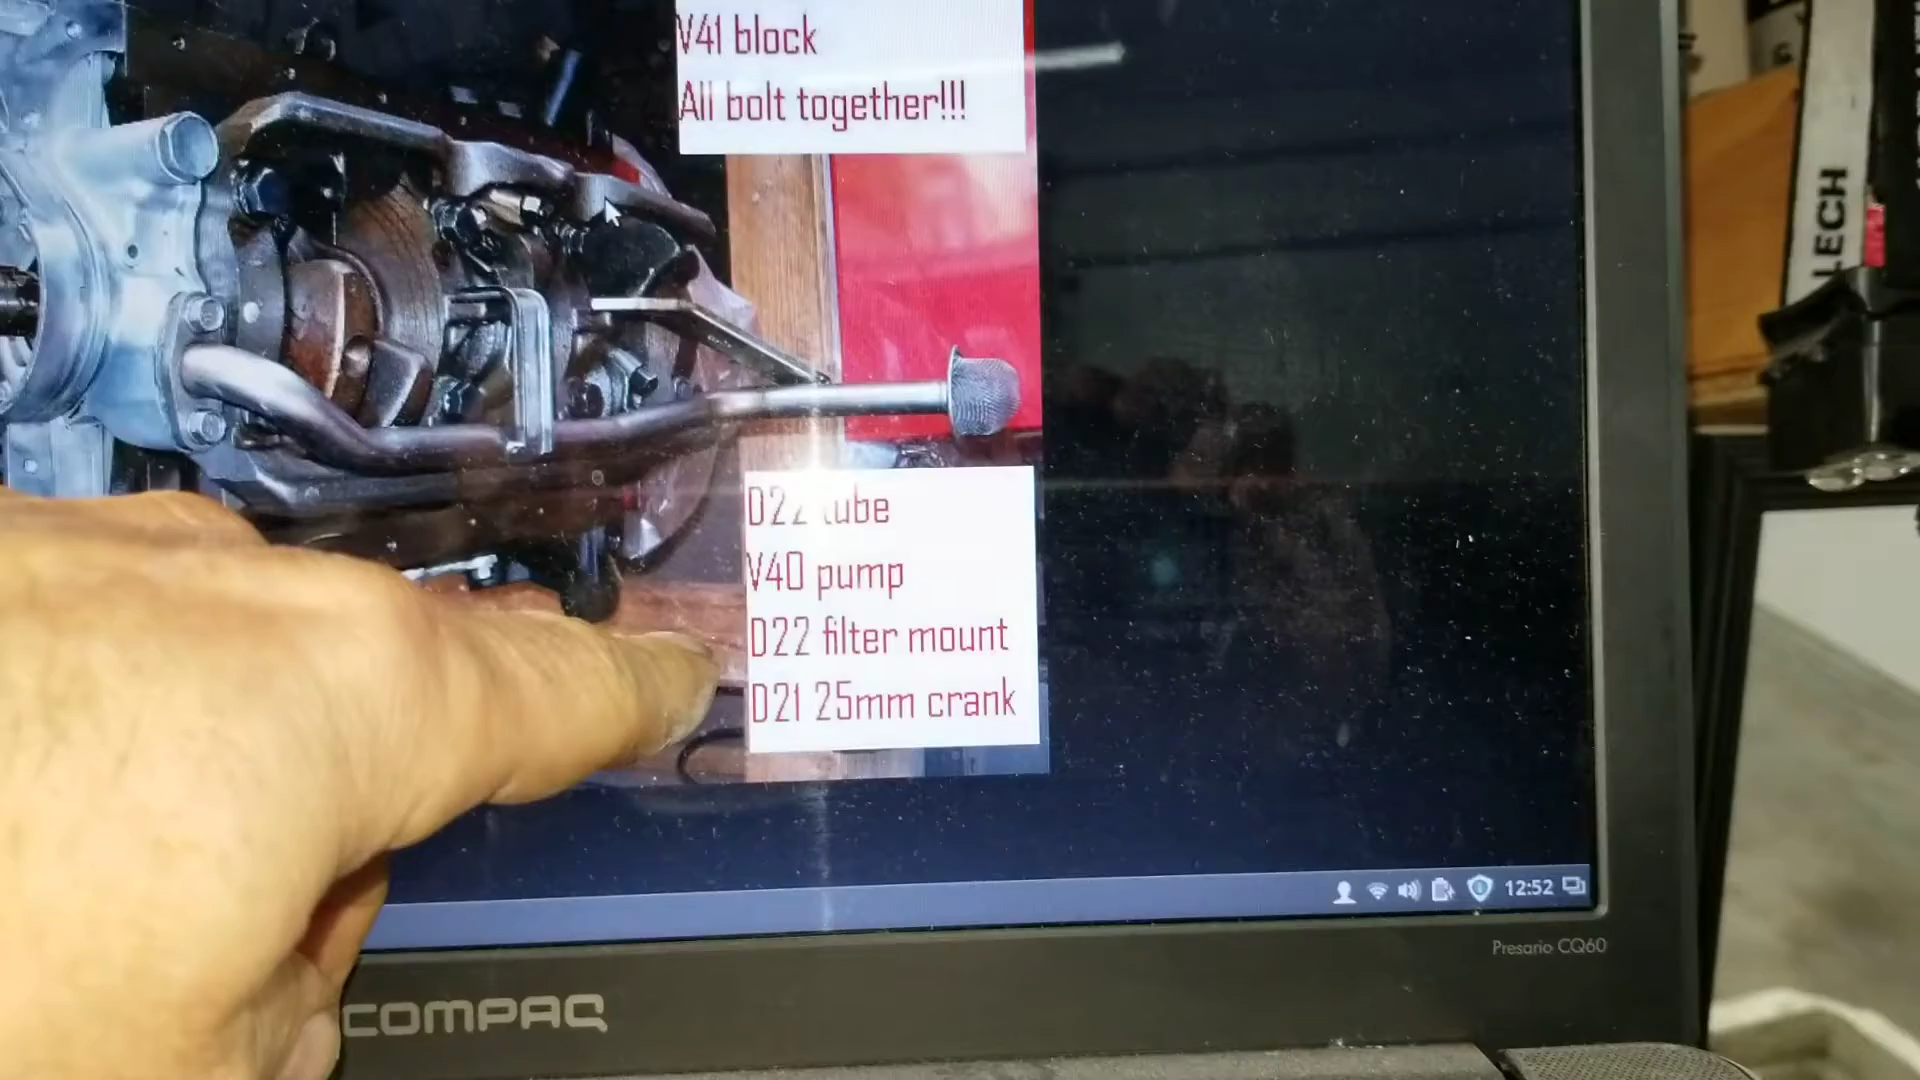 V41 block
All bolt together!!!
D22 tube
V40 pump
D22 filter mount
D21 25mm crank
LECH
12:52
Presario CQ60
COMPAQ